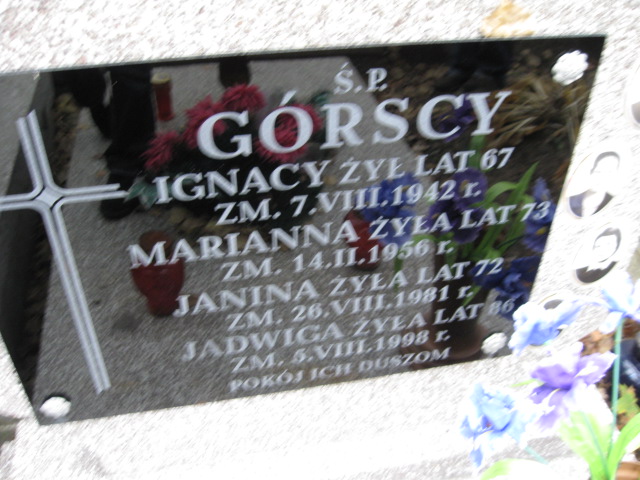 Ś.P.
GÓRSCY
IGNACY ŻYŁ LAT 67
ZM. 7.VIII.1942 r.
MARIANNA ŻYŁA LAT 73
ZM. 14.II.1956 r.
JANINA ŻYŁA LAT 72
ZM. 26.VIII.1981 r.
JADWIGA ŻYŁA LAT 86
ZM. 5.VIII.1998 r.
POKÓJ ICH DUSZOM